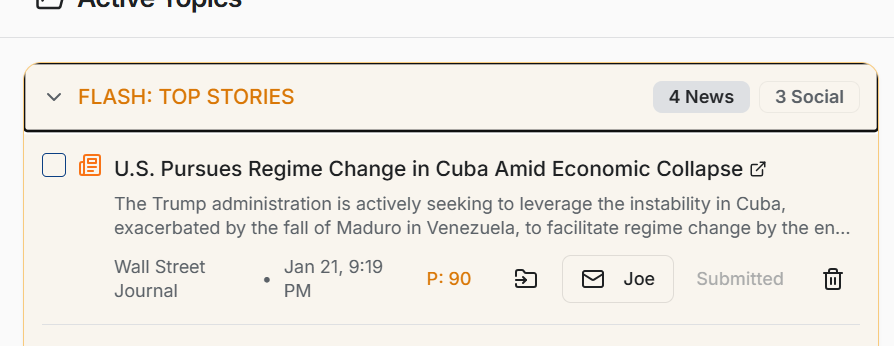 Active Topics
FLASH: TOP STORIES
4 News
3 Social
U.S. Pursues Regime Change in Cuba Amid Economic Collapse
The Trump administration is actively seeking to leverage the instability in Cuba,
exacerbated by the fall of Maduro in Venezuela, to facilitate regime change by the en...
Wall Street
Journal
•
Jan 21, 9:19
PM
P: 90
Joe
Submitted